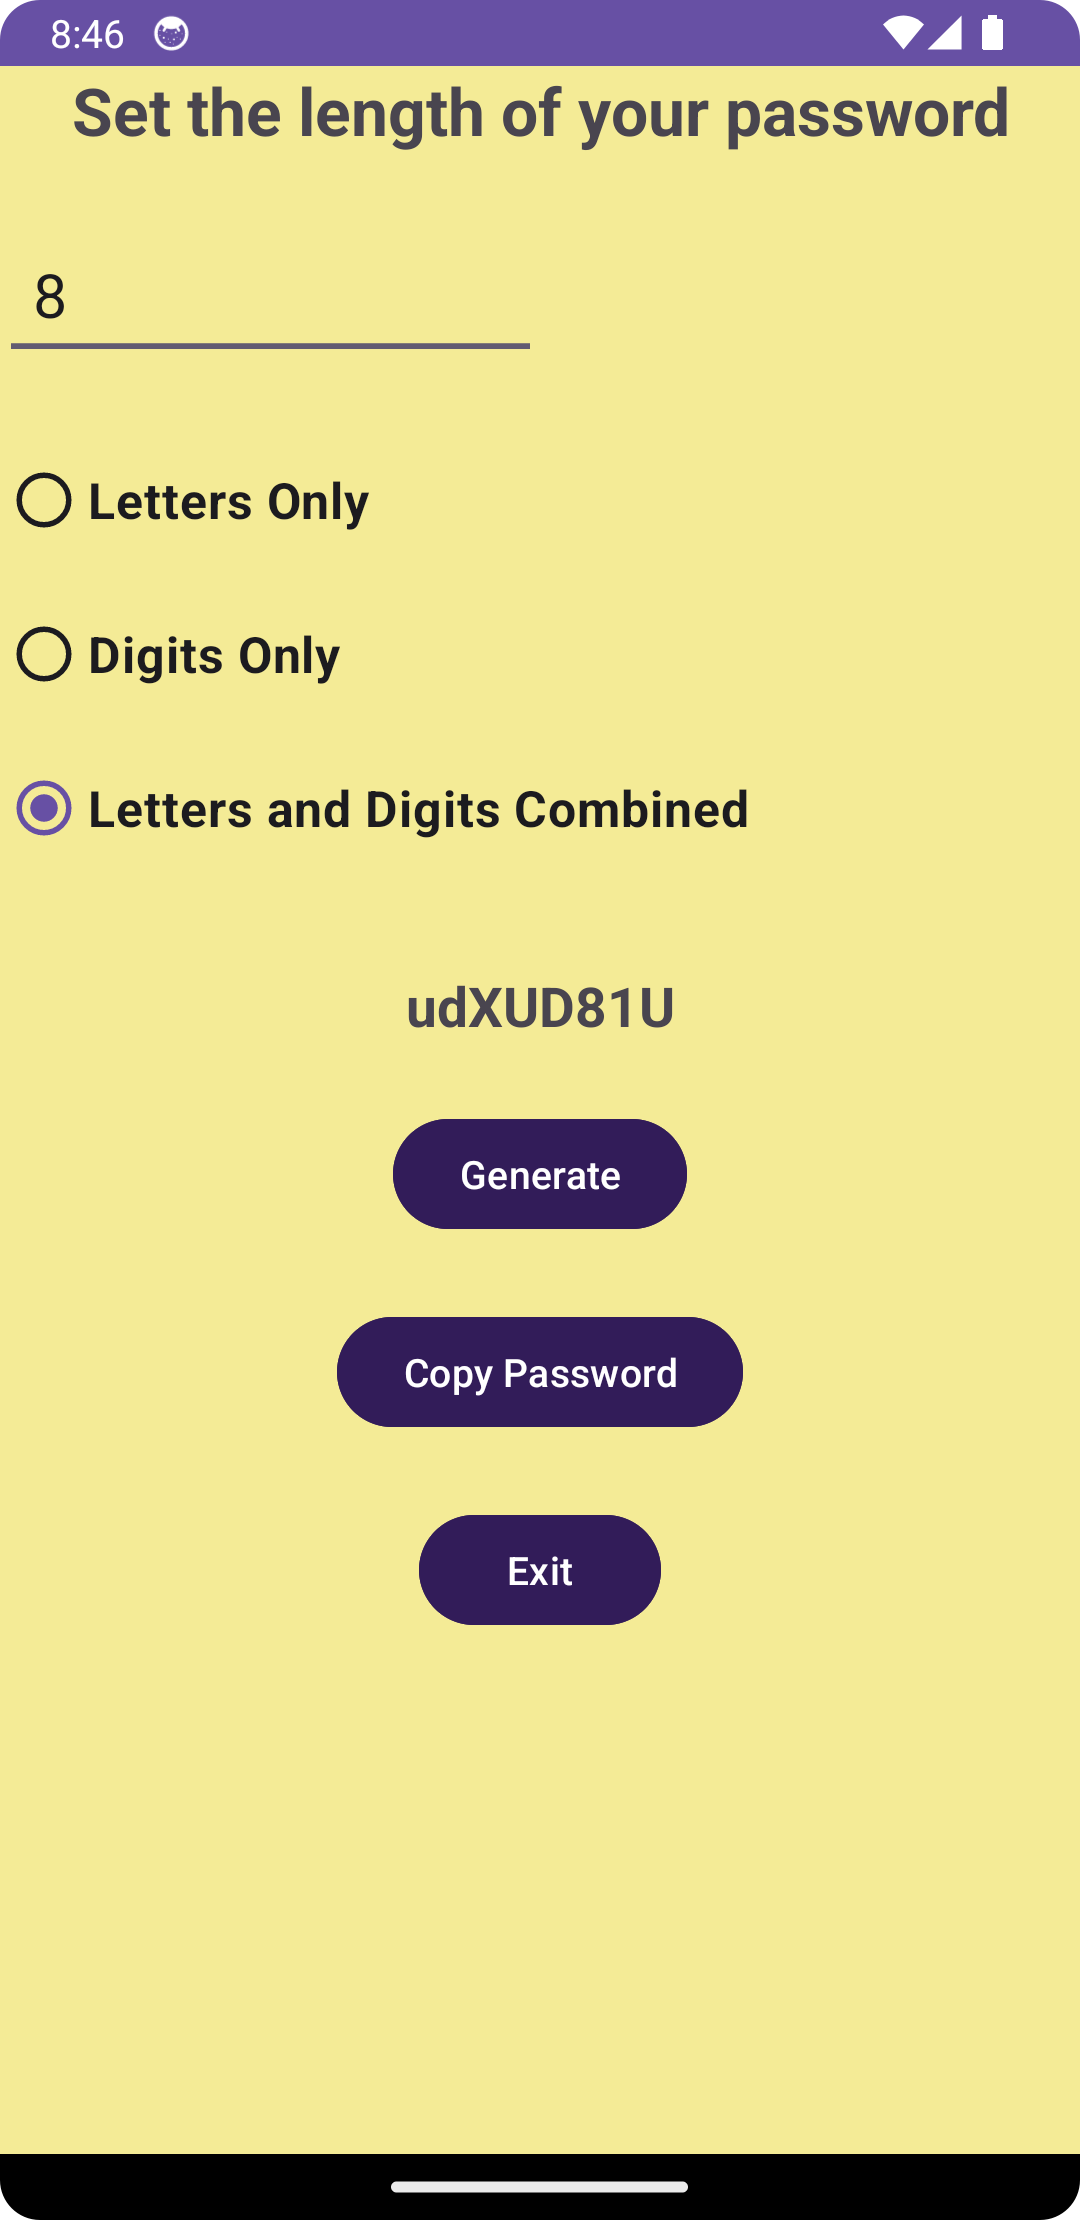 8:46
Set the length of your password
8
Letters Only
Digits Only
Letters and Digits Combined
udXUD81U
Generate
Copy Password
Exit